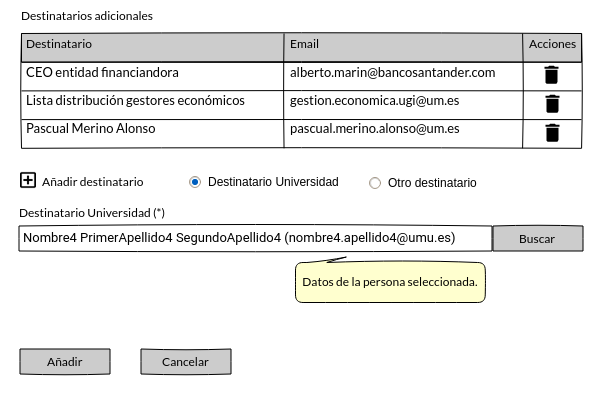 Destinatarios adicionales
Destinatario Email Acciones
CEO entidad financiandora alberto.marin@bancosantander.com
Lista distribución gestores económicos gestion.economica.ugi@um.es
Pascual Merino Alonso pascual.merino.alonso@um.es
Añadir destinatario Destinatario Universidad Otro destinatario
Destinatario Universidad (*)
Nombre4 PrimerApellido4 SegundoApellido4 (nombre4.apellido4@umu.es) Buscar
Datos de la persona seleccionada.
Añadir Cancelar